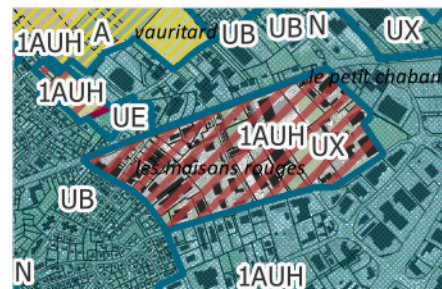 1AUH A vauritard UB UB N UX
le petit chaban
1AUH
UE
1AUH UX
les maisons rouges
UB
N
1AUH